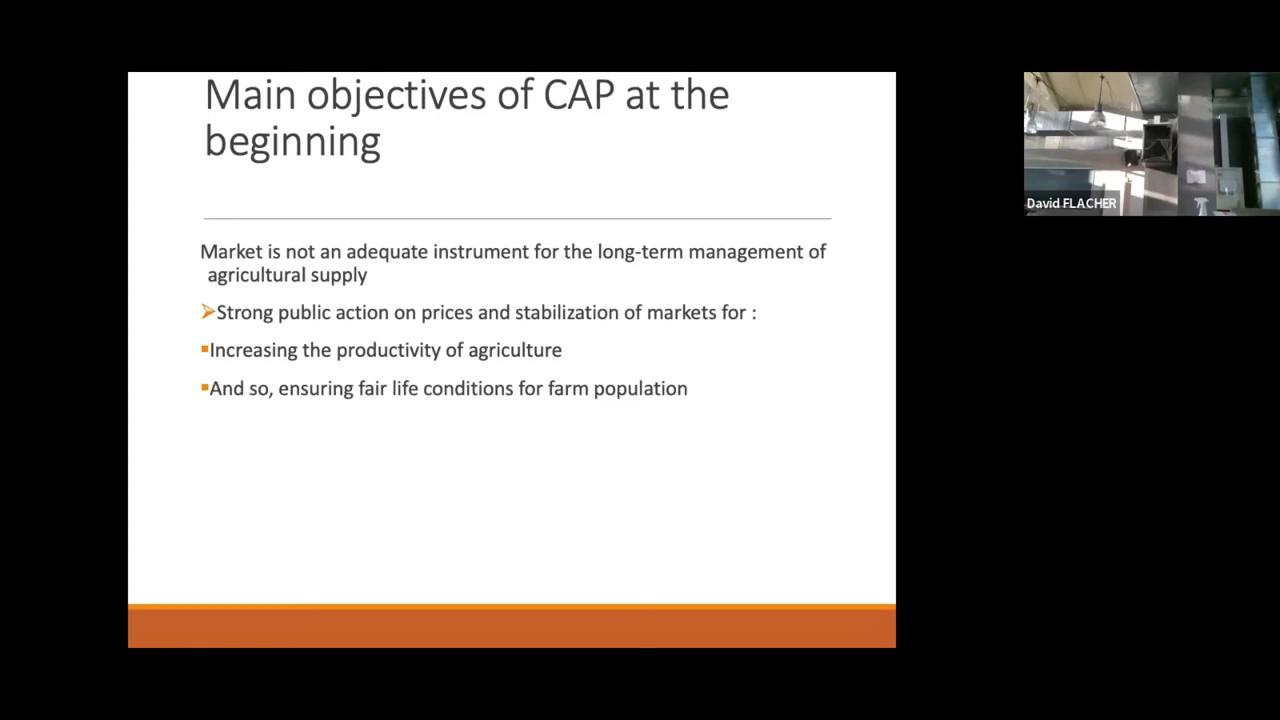 Main objectives of CAP at the
beginning
Market is not an adequate instrument for the long-term management of
agricultural supply
Strong public action on prices and stabilization of markets for :
Increasing the productivity of agriculture
And so, ensuring fair life conditions for farm population
David FLACHER